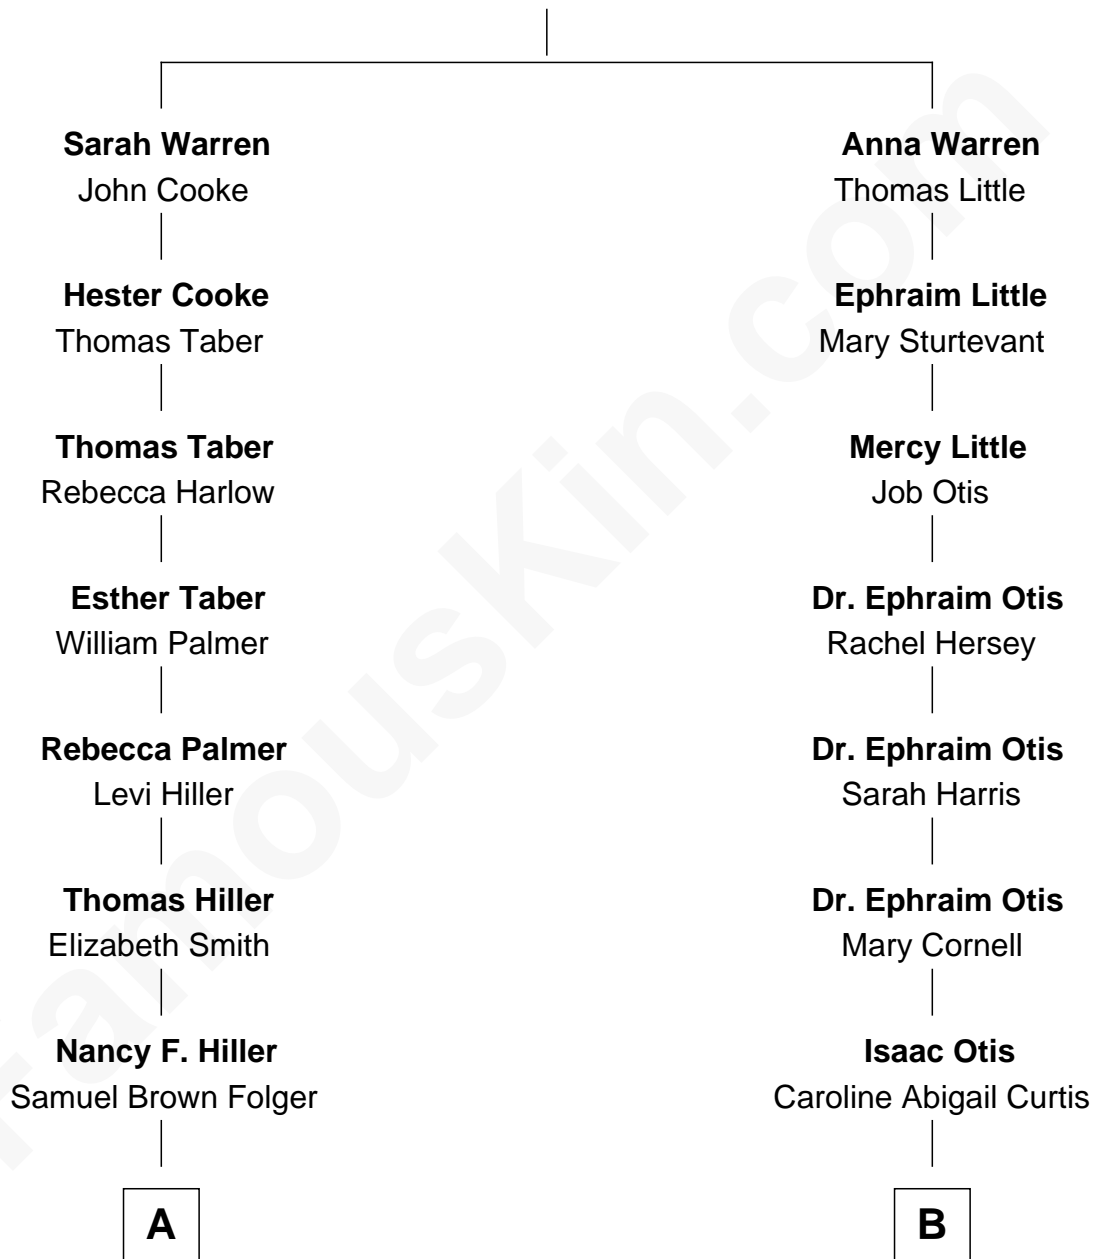 Sarah Warren
John Cooke
Hester Cooke
Thomas Taber
Thomas Taber
Rebecca Harlow
Esther Taber
William Palmer
Rebecca Palmer
Levi Hiller
Thomas Hiller
Elizabeth Smith
Nancy F. Hiller
Samuel Brown Folger
A
Anna Warren
Thomas Little
Ephraim Little
Mary Sturtevant
Mercy Little
Job Otis
Dr. Ephraim Otis
Rachel Hersey
Dr. Ephraim Otis
Sarah Harris
Dr. Ephraim Otis
Mary Cornell
Isaac Otis
Caroline Abigail Curtis
B
FamousKin.com